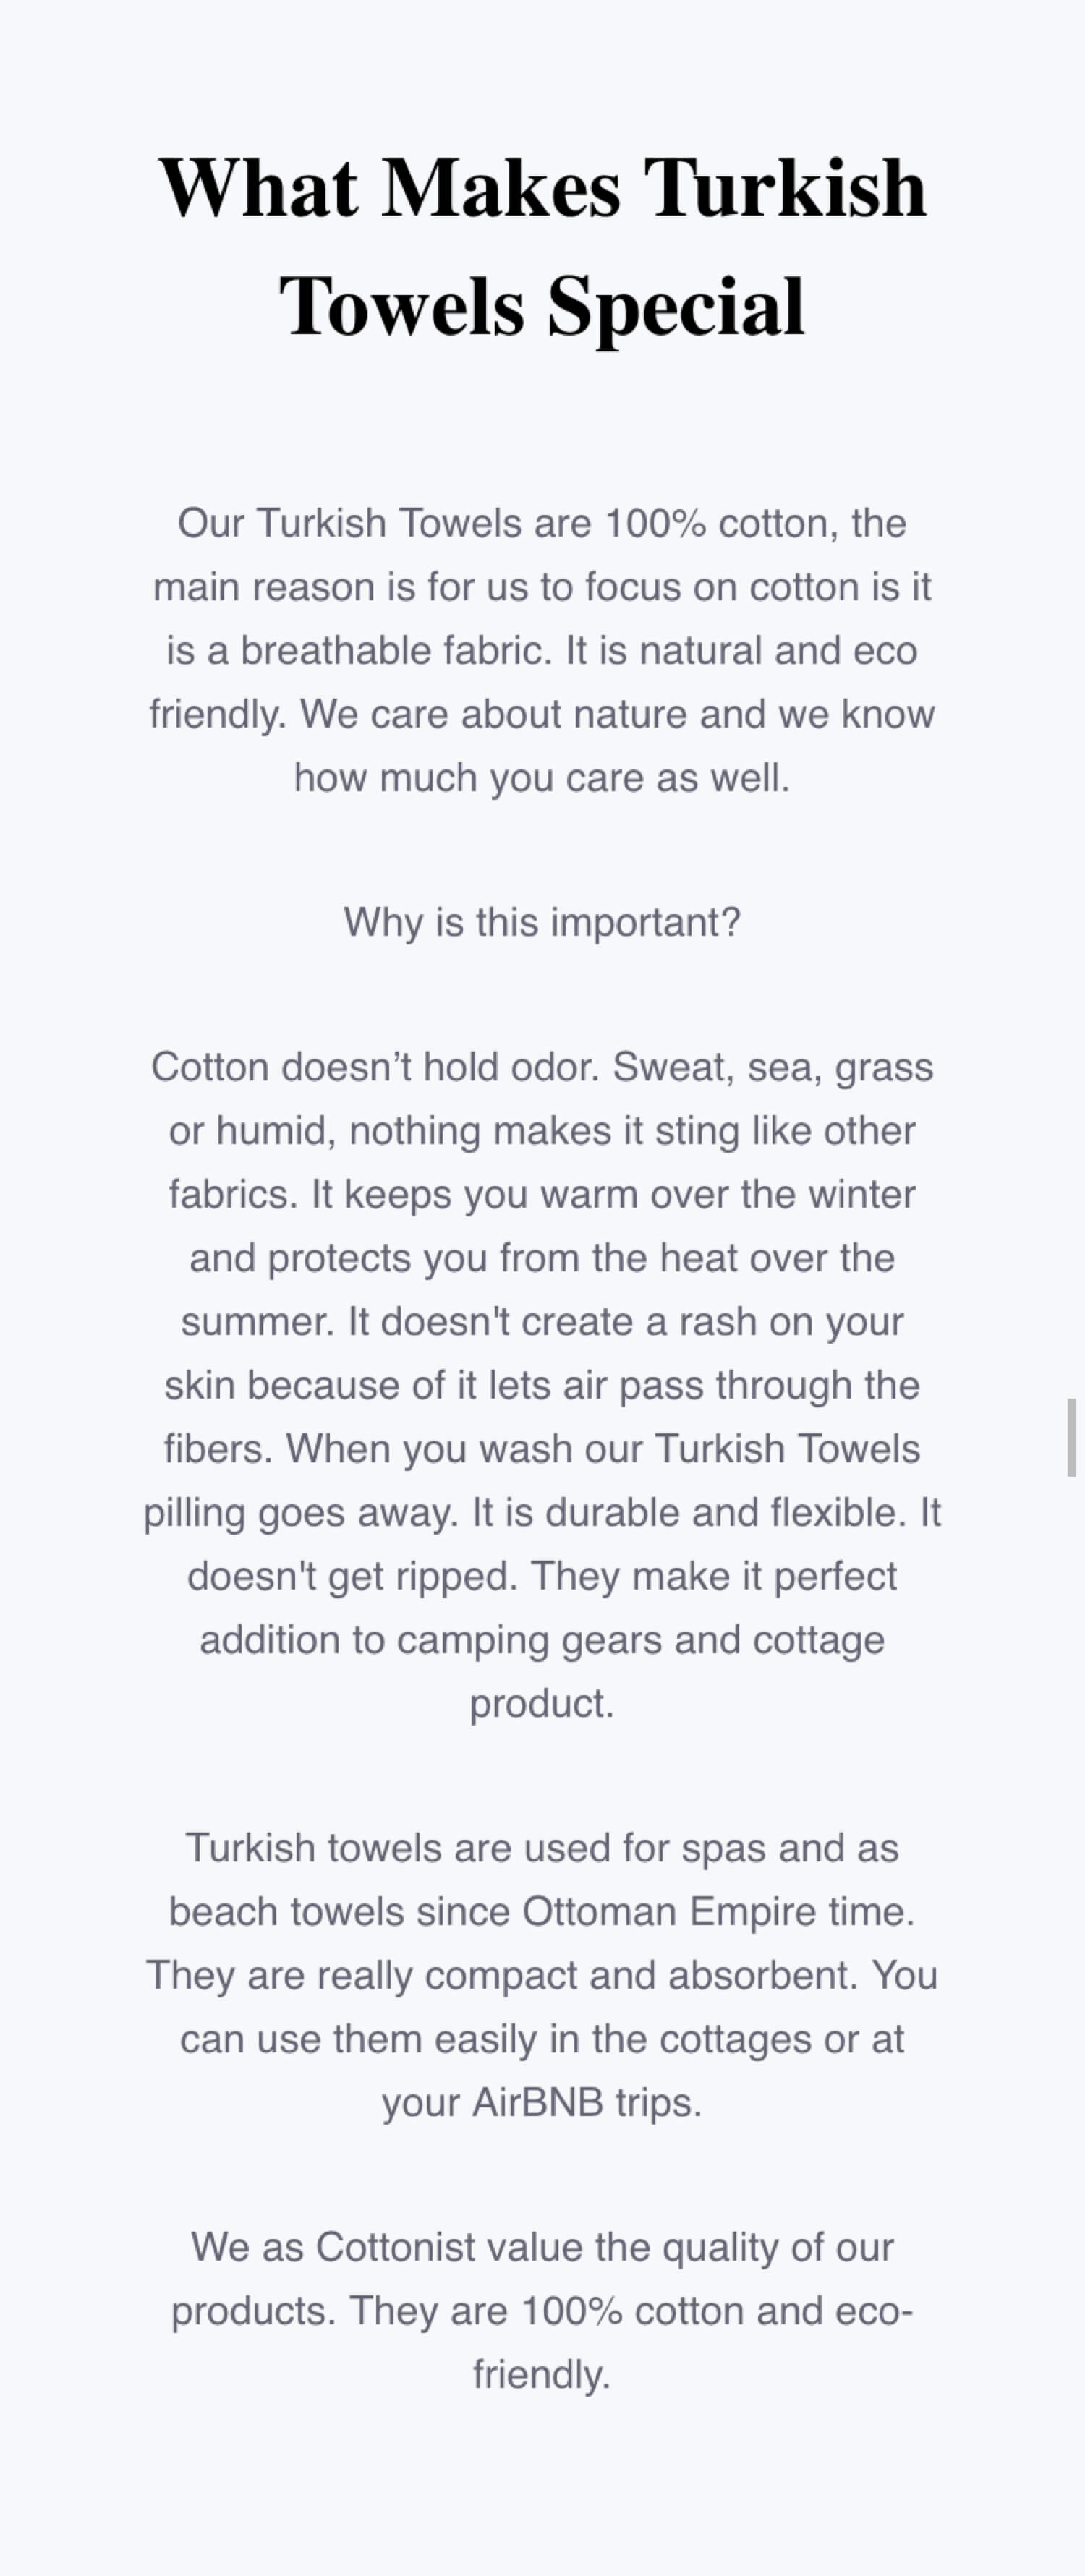 What Makes Turkish
Towels Special
Our Turkish Towels are 100% cotton, the
main reason is for us to focus on cotton is it
is a breathable fabric. It is natural and eco
friendly. We care about nature and we know
how much you care as well.
Why is this important?
Cotton doesn’t hold odor. Sweat, sea, grass
or humid, nothing makes it sting like other
fabrics. It keeps you warm over the winter
and protects you from the heat over the
summer. It doesn't create a rash on your
skin because of it lets air pass through the
fibers. When you wash our Turkish Towels
pilling goes away. It is durable and flexible. It
doesn't get ripped. They make it perfect
addition to camping gears and cottage
product.
Turkish towels are used for spas and as
beach towels since Ottoman Empire time.
They are really compact and absorbent. You
can use them easily in the cottages or at
your AirBNB trips.
We as Cottonist value the quality of our
products. They are 100% cotton and eco-
friendly.